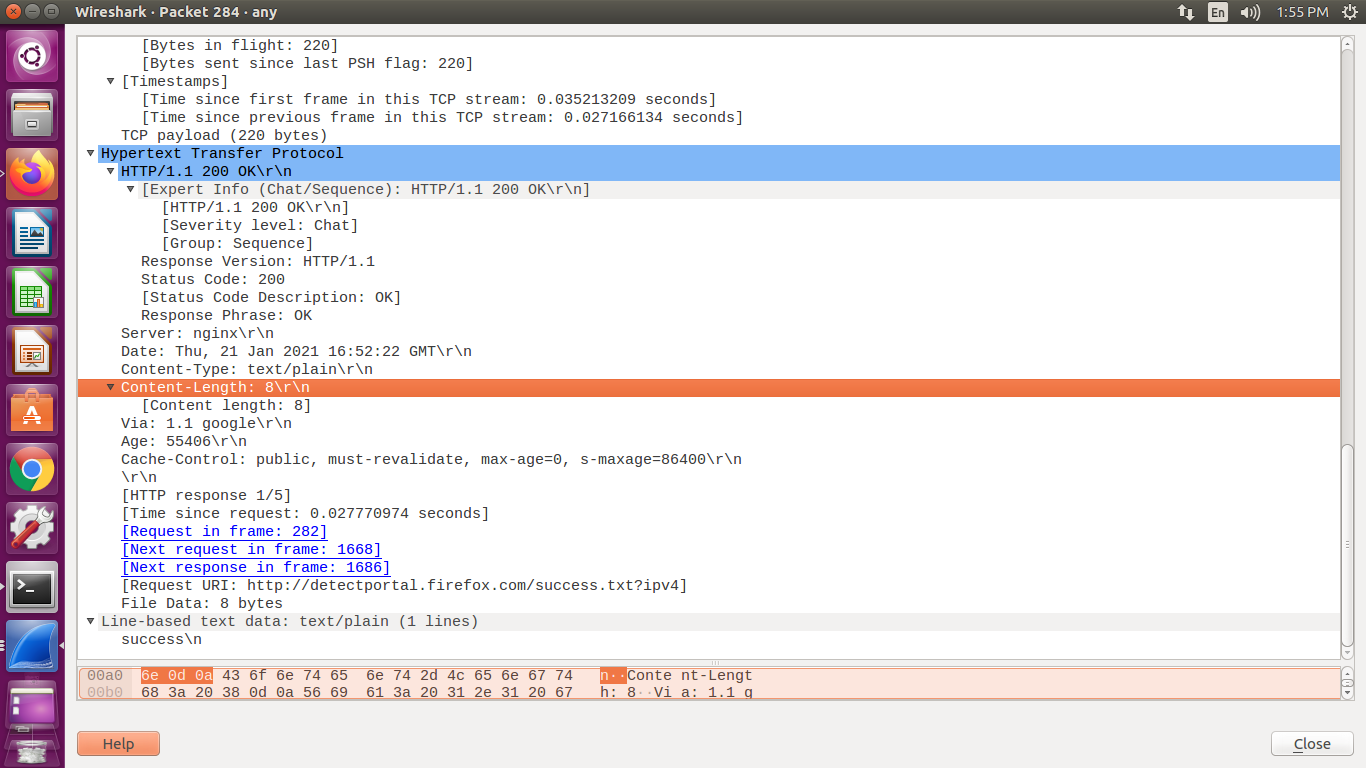 Wireshark · Packet 284 · any
En
1:55 PM
[Bytes in flight: 220]
[Bytes sent since last PSH flag: 220]
[Timestamps]
[Time since first frame in this TCP stream: 0.035213209 seconds]
[Time since previous frame in this TCP stream: 0.027166134 seconds]
TCP payload (220 bytes)
Hypertext Transfer Protocol
HTTP/1.1 200 OK\r\n
[Expert Info (Chat/Sequence): HTTP/1.1 200 OK\r\n]
[HTTP/1.1 200 OK\r\n]
[Severity level: Chat]
[Group: Sequence]
Response Version: HTTP/1.1
Status Code: 200
[Status Code Description: OK]
Response Phrase: OK
Server: nginx\r\n
Date: Thu, 21 Jan 2021 16:52:22 GMT\r\n
Content-Type: text/plain\r\n
Content-Length: 8\r\n
[Content length: 8]
Via: 1.1 google\r\n
Age: 55406\r\n
Cache-Control: public, must-revalidate, max-age=0, s-maxage=86400\r\n
\r\n
[HTTP response 1/5]
[Time since request: 0.027770974 seconds]
[Request in frame: 282]
[Next request in frame: 1668]
[Next response in frame: 1686]
[Request URI: http://detectportal.firefox.com/success.txt?ipv4]
File Data: 8 bytes
Line-based text data: text/plain (1 lines)
success\n
00a0 6e 0d 0a 43 6f 6e 74 65 6e 74 2d 4c 65 6e 67 74 n··Conte nt-Lengt
00b0 68 3a 20 38 0d 0a 56 69 61 3a 20 31 2e 31 20 67 h: 8··Vi a: 1.1 g
Help
Close